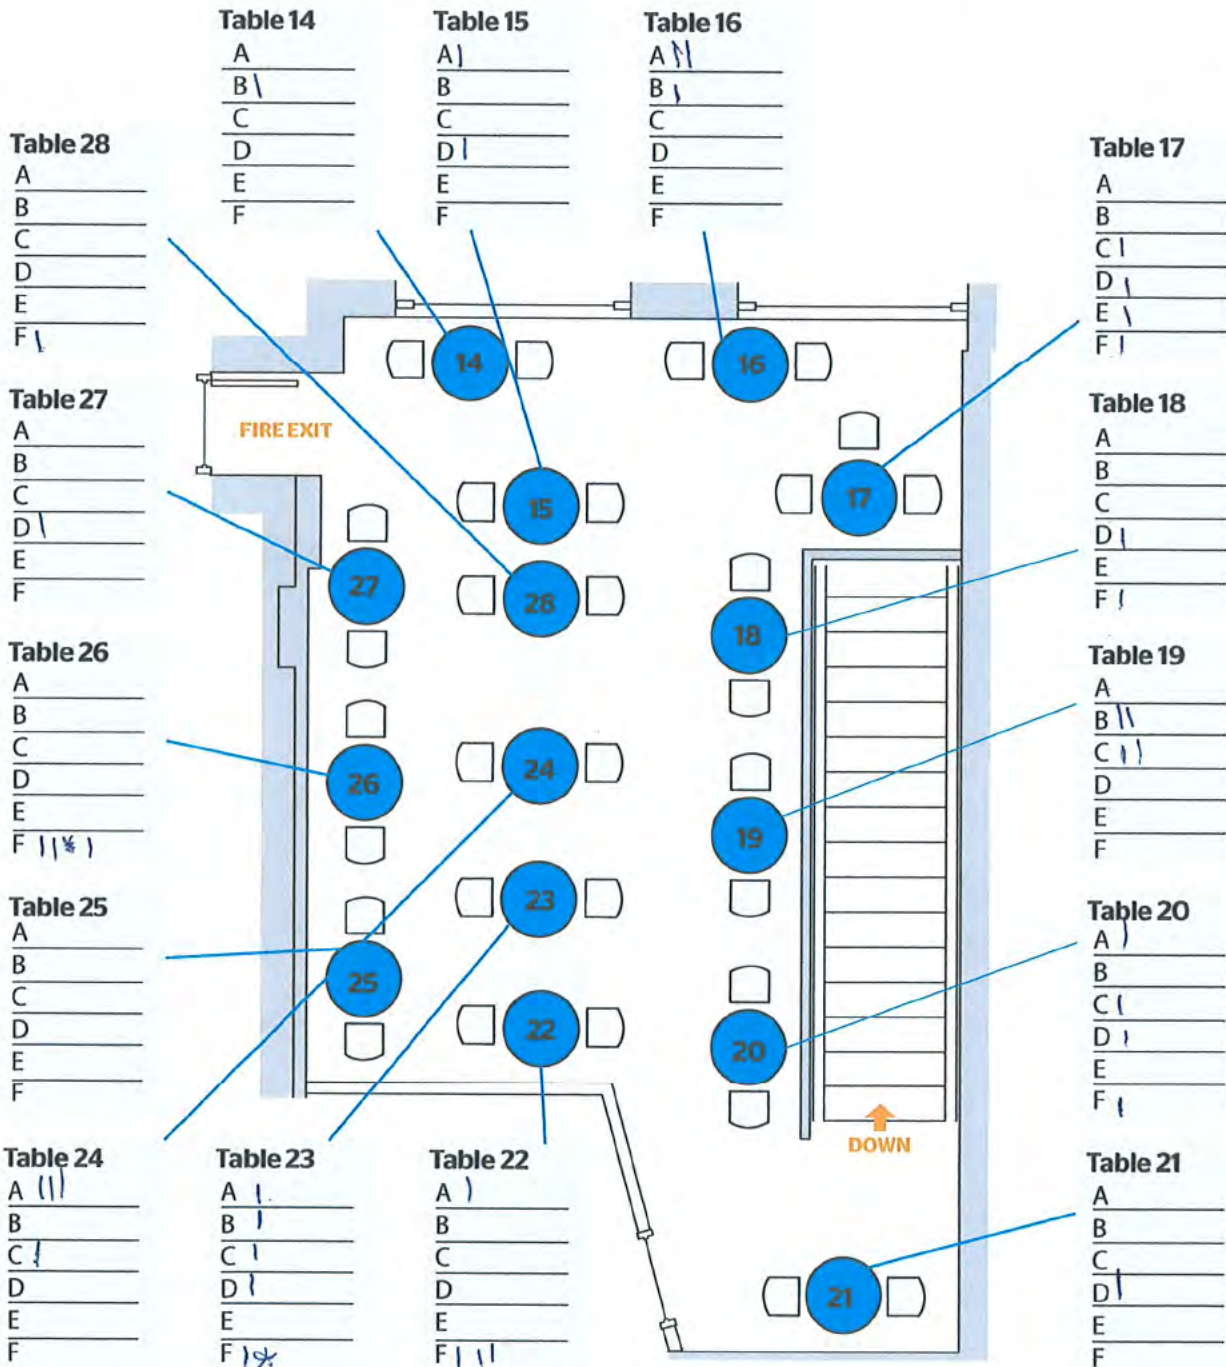 Table 14
A
B \
C
D
E
F
Table 15
A |
B
C
D |
E
F
Table 16
A ||
B |
C
D
E
F
Table 28
A
B
C
D
E
F \
Table 17
A
B
C |
D \
E \
F |
Table 27
A
B
C
D \
E
F
Table 18
A
B
C
D |
E
F |
Table 26
A
B
C
D
E
F ||* |
Table 19
A
B ||
C ||
D
E
F
Table 25
A
B
C
D
E
F
Table 20
A |
B
C |
D |
E
F |
Table 24
A |||
B
C |
D
E
F
Table 23
A |
B |
C |
D |
E
F |*
Table 22
A |
B
C
D
E
F |||
Table 21
A
B
C
D |
E
F
14
16
FIRE EXIT
15
17
27
28
18
24
26
19
23
25
22
20
DOWN
21